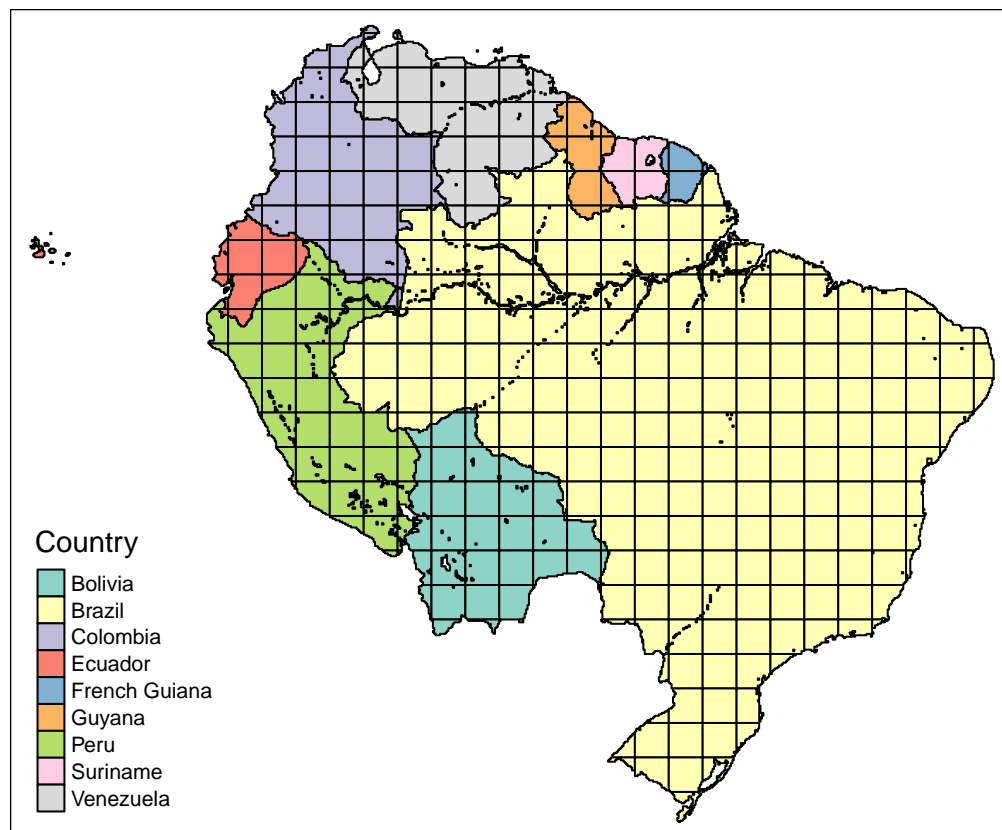 Country
Bolivia
Brazil
Colombia
Ecuador
French Guiana
Guyana
Peru
Suriname
Venezuela